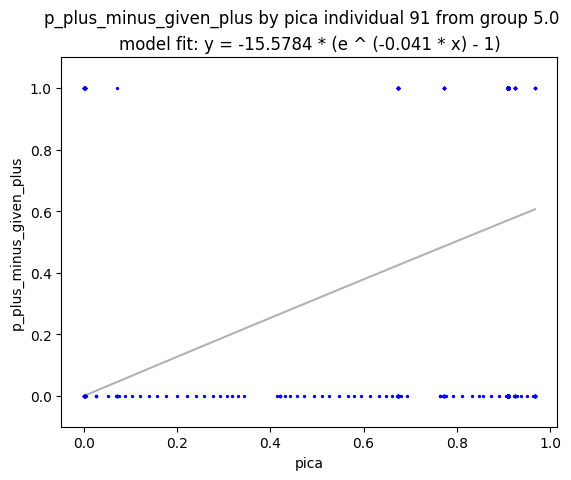 p_plus_minus_given_plus by pica individual 91 from group 5.0
model fit: y = -15.5784 * (e ^ (-0.041 * x) - 1)
1.0
0.8
0.6
0.4
0.2
0.0
p_plus_minus_given_plus
0.0 0.2 0.4 0.6 0.8 1.0
pica